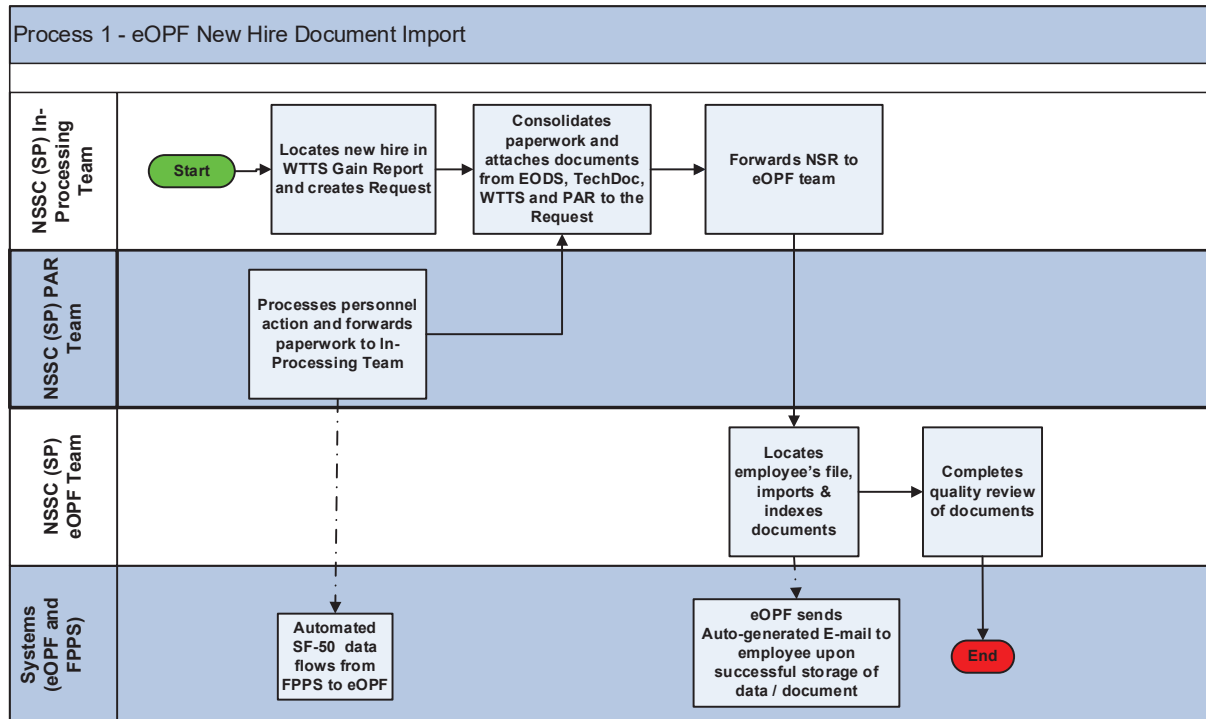 Process 1 - eOPF New Hire Document Import
NSSC (SP) In-
Processing
Team
Start
Locates new hire in
WTTS Gain Report
and creates Request
Consolidates
paperwork and
attaches documents
from EODS, TechDoc,
WTTS and PAR to the
Request
Forwards NSR to
eOPF team
NSSC (SP) PAR
Team
Processes personnel
action and forwards
paperwork to In-
Processing Team
NSSC (SP)
eOPF Team
Locates
employee’s file,
imports &
indexes
documents
Completes
quality review
of documents
Systems
(eOPF and
FPPS)
Automated
SF-50 data
flows from
FPPS to eOPF
eOPF sends
Auto-generated E-mail to
employee upon
successful storage of
data / document
End